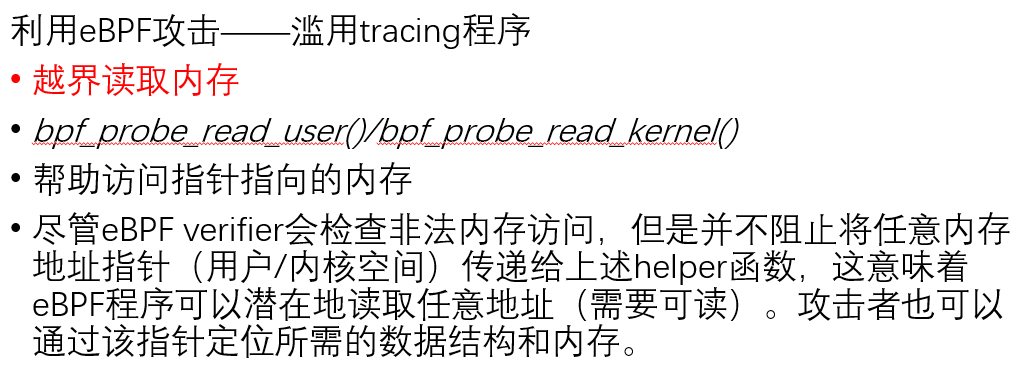 利用eBPF攻击——滥用tracing程序
• 越界读取内存
• bpf_probe_read_user()/bpf_probe_read_kernel()
• 帮助访问指针指向的内存
• 尽管eBPF verifier会检查非法内存访问，但是并不阻止将任意内存
地址指针（用户/内核空间）传递给上述helper函数，这意味着
eBPF程序可以潜在地读取任意地址（需要可读）。攻击者也可以
通过该指针定位所需的数据结构和内存。